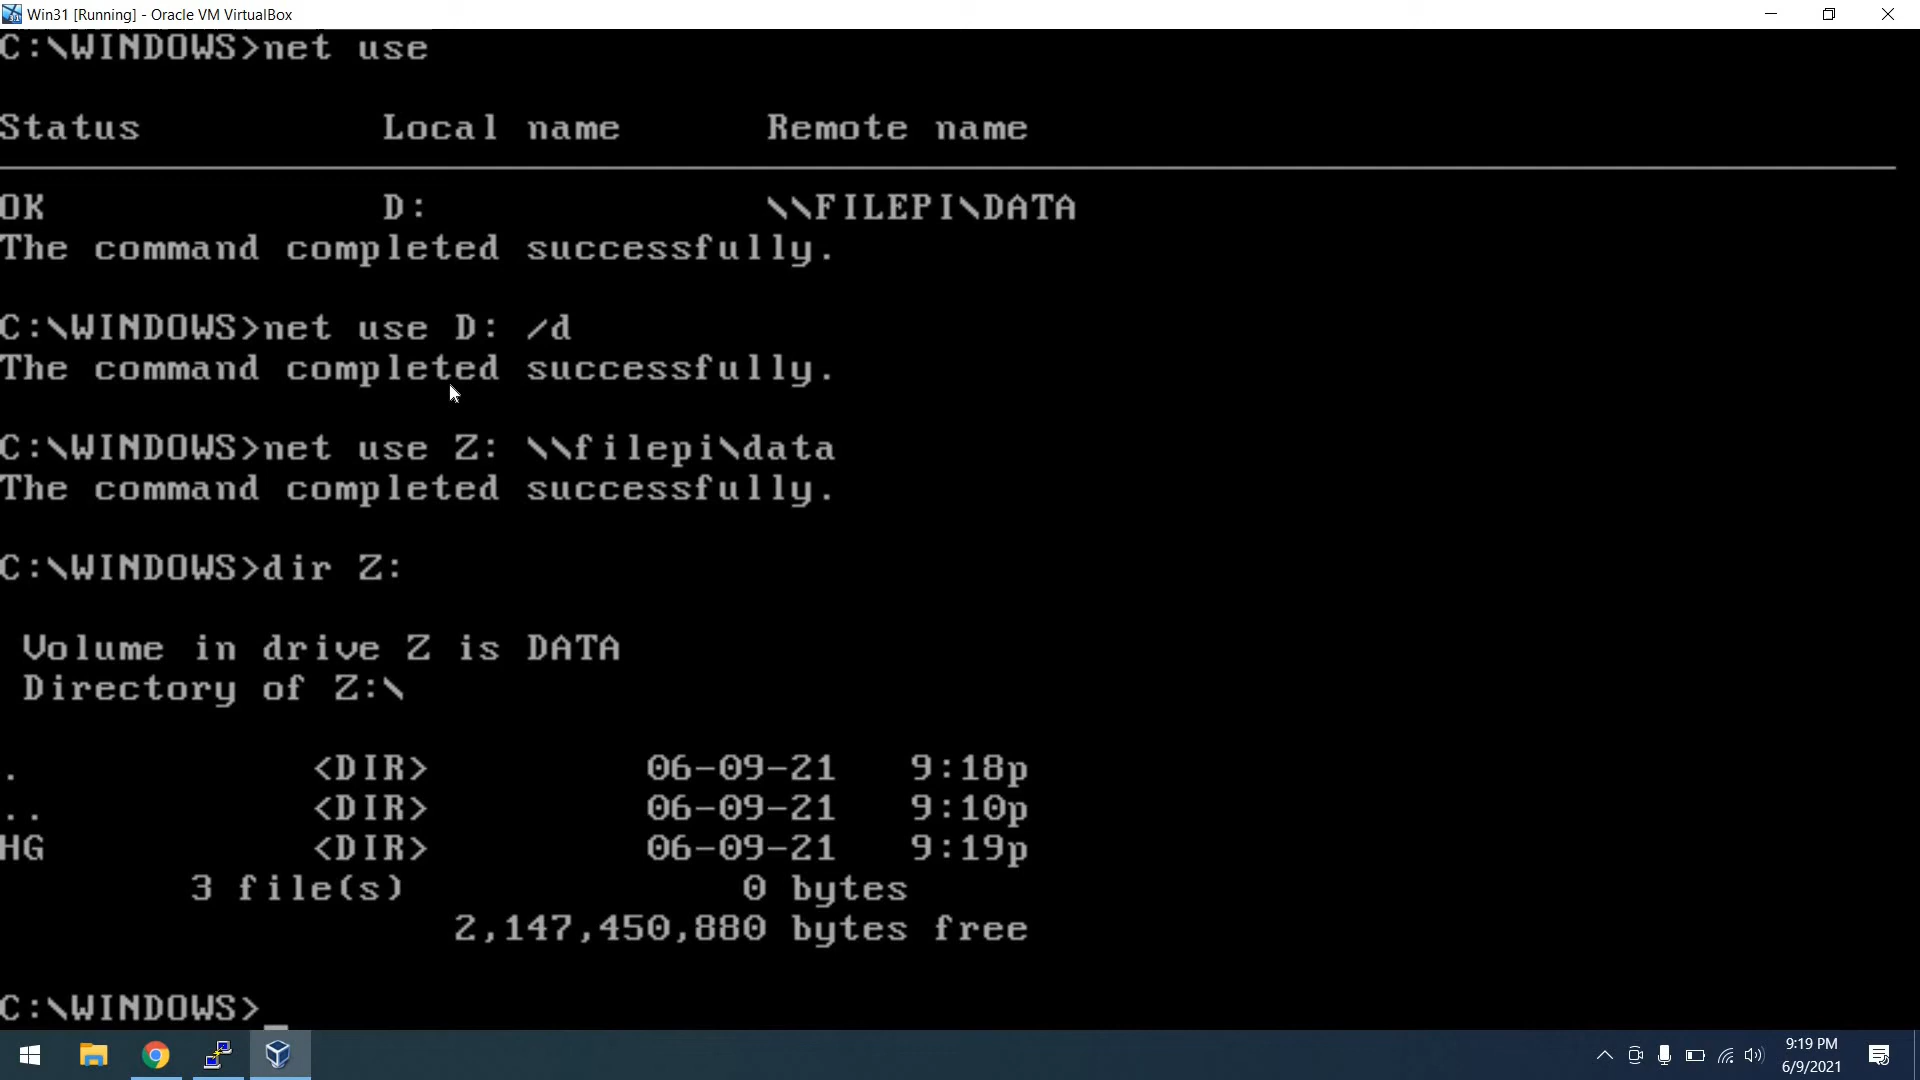 Win31 [Running] - Oracle VM VirtualBox
C:\WINDOWS>net use
Status Local name Remote name
OK D: \\FILEPI\DATA
The command completed successfully.
C:\WINDOWS>net use D: /d
The command completed successfully.
C:\WINDOWS>net use Z: \\filepi\data
The command completed successfully.
C:\WINDOWS>dir Z:
Volume in drive Z is DATA
Directory of Z:\
. <DIR> 06-09-21 9:18p
.. <DIR> 06-09-21 9:10p
HG <DIR> 06-09-21 9:19p
3 file(s) 0 bytes
2,147,450,880 bytes free
C:\WINDOWS>_
9:19 PM
6/9/2021